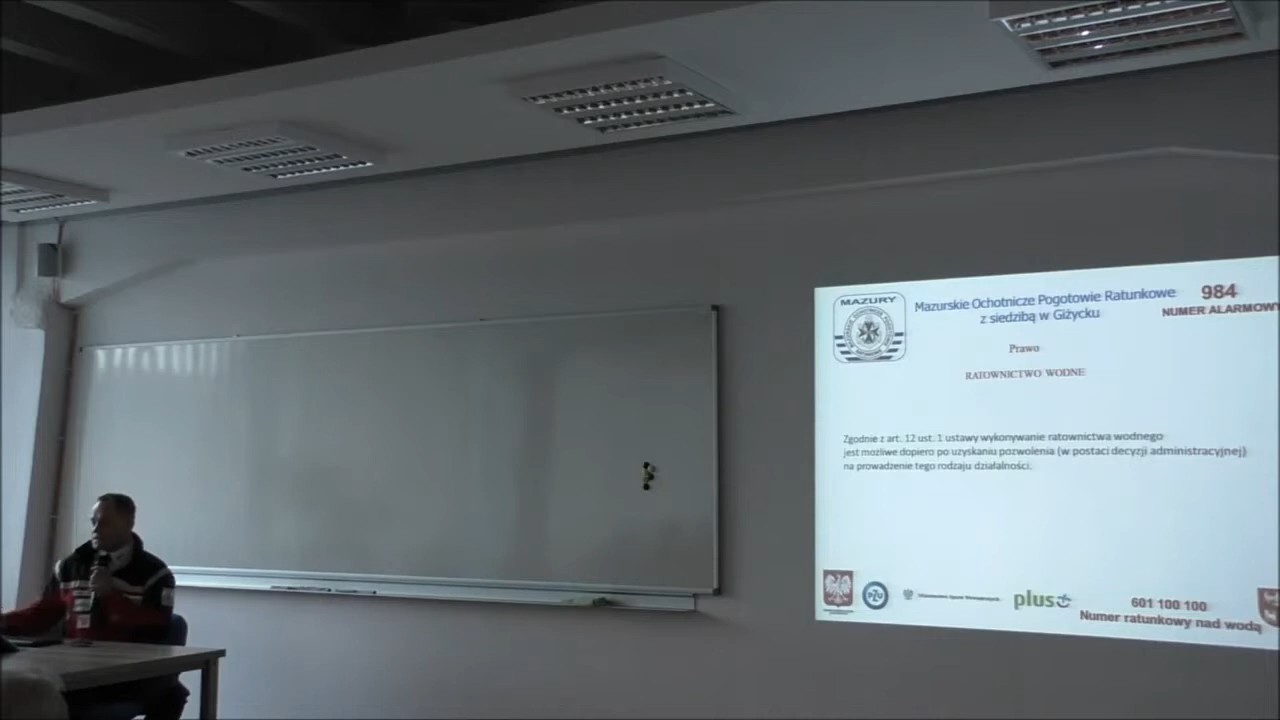 MAZURY
Mazurskie Ochotnicze Pogotowie Ratunkowe
z siedzibą w Giżycku
984
NUMER ALARMOWY
Prawo
RATOWNICTWO WODNE
Zgodnie z art. 12 ust. 1 ustawy wykonywanie ratownictwa wodnego
jest możliwe dopiero po uzyskaniu pozwolenia (w postaci decyzji administracyjnej)
na prowadzenie tego rodzaju działalności.
PZU
plus
601 100 100
Numer ratunkowy nad wodą